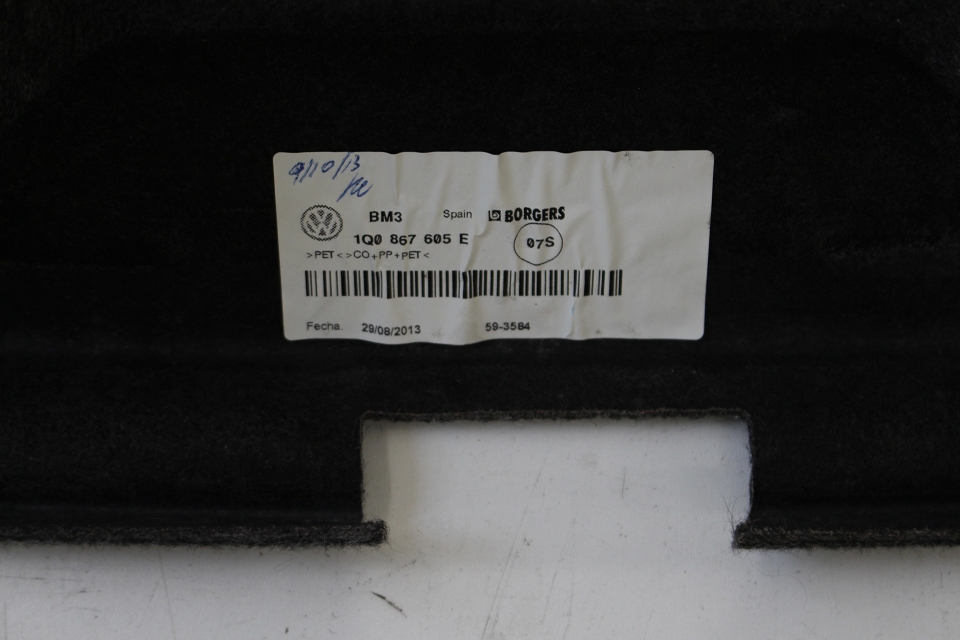 9/10/13
BM3 Spain BORGERS
1Q0 867 605 E 07S
>PET<>CO+PP+PET<
Fecha. 29/08/2013 59-3584